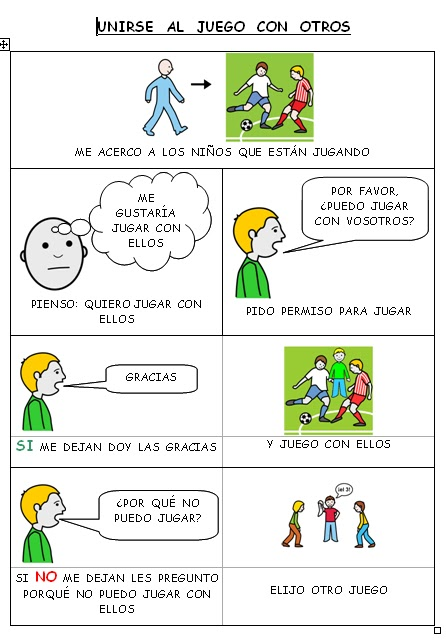 UNIRSE AL JUEGO CON OTROS
ME ACERCO A LOS NIÑOS QUE ESTÁN JUGANDO
ME
GUSTARÍA
JUGAR CON
ELLOS
PIENSO: QUIERO JUGAR CON
ELLOS
POR FAVOR,
¿PUEDO JUGAR
CON VOSOTROS?
PIDO PERMISO PARA JUGAR
GRACIAS
SI ME DEJAN DOY LAS GRACIAS
Y JUEGO CON ELLOS
¿POR QUÉ NO
PUEDO JUGAR?
SI NO ME DEJAN LES PREGUNTO
PORQUÉ NO PUEDO JUGAR CON
ELLOS
ELIJO OTRO JUEGO